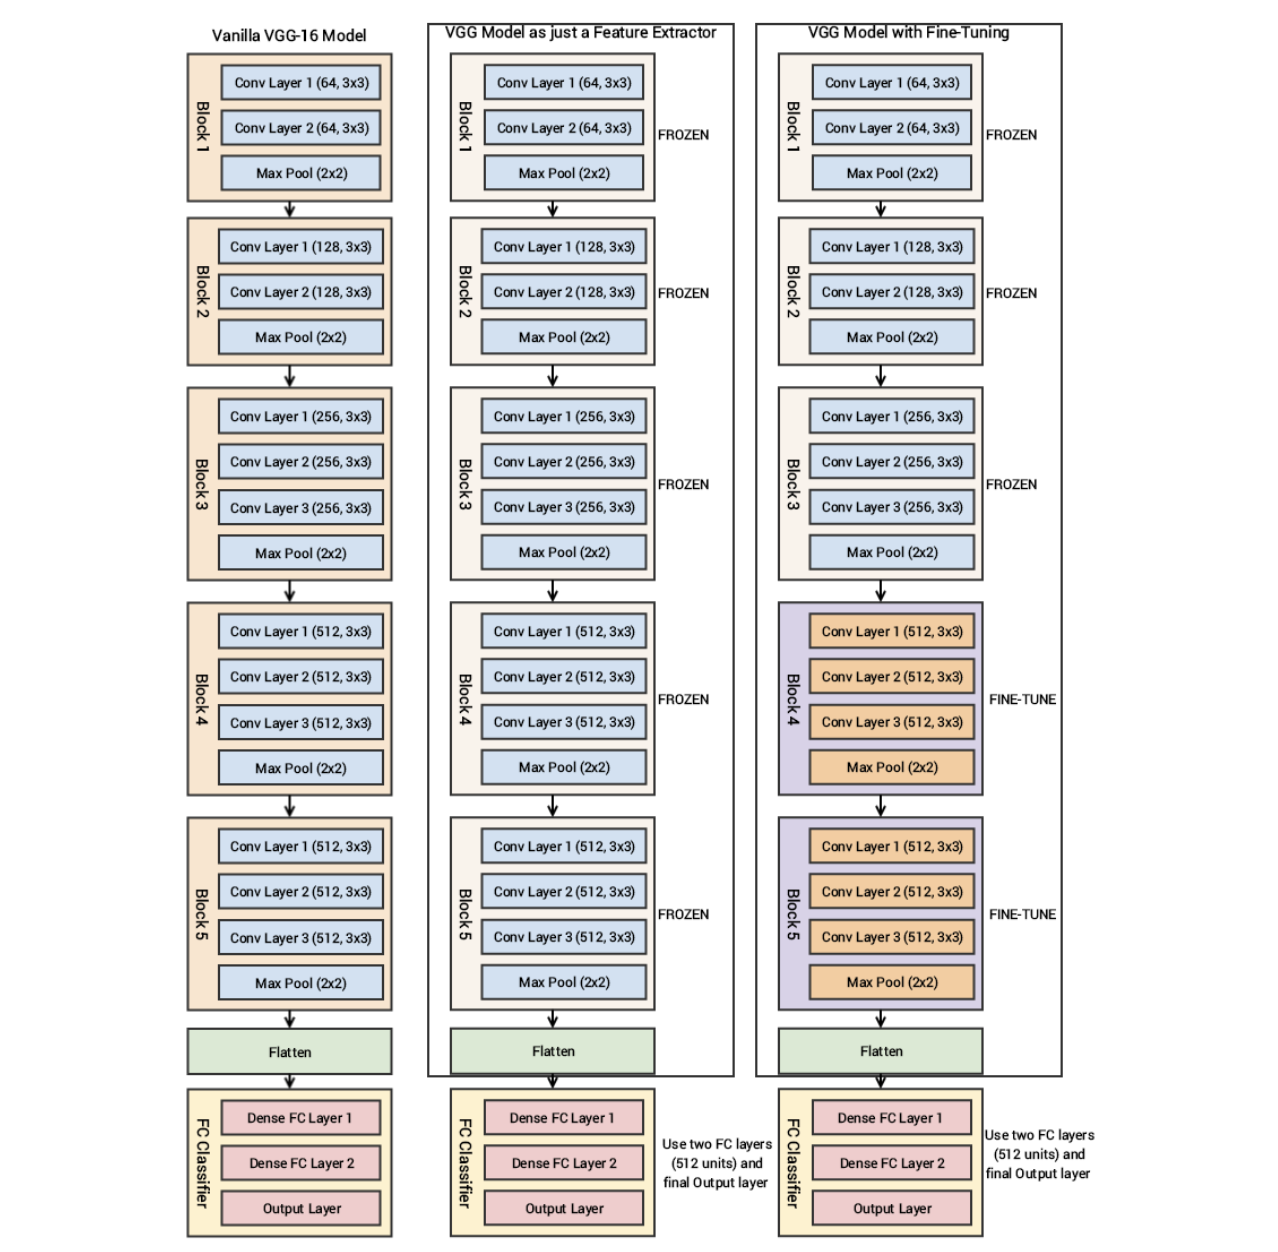 Vanilla VGG-16 Model
Block 1
Conv Layer 1 (64, 3x3)
Conv Layer 2 (64, 3x3)
Max Pool (2x2)
Block 2
Conv Layer 1 (128, 3x3)
Conv Layer 2 (128, 3x3)
Max Pool (2x2)
Block 3
Conv Layer 1 (256, 3x3)
Conv Layer 2 (256, 3x3)
Conv Layer 3 (256, 3x3)
Max Pool (2x2)
Block 4
Conv Layer 1 (512, 3x3)
Conv Layer 2 (512, 3x3)
Conv Layer 3 (512, 3x3)
Max Pool (2x2)
Block 5
Conv Layer 1 (512, 3x3)
Conv Layer 2 (512, 3x3)
Conv Layer 3 (512, 3x3)
Max Pool (2x2)
Flatten
FC Classifier
Dense FC Layer 1
Dense FC Layer 2
Output Layer
VGG Model as just a Feature Extractor
Block 1
Conv Layer 1 (64, 3x3)
Conv Layer 2 (64, 3x3)
Max Pool (2x2)
FROZEN
Block 2
Conv Layer 1 (128, 3x3)
Conv Layer 2 (128, 3x3)
Max Pool (2x2)
FROZEN
Block 3
Conv Layer 1 (256, 3x3)
Conv Layer 2 (256, 3x3)
Conv Layer 3 (256, 3x3)
Max Pool (2x2)
FROZEN
Block 4
Conv Layer 1 (512, 3x3)
Conv Layer 2 (512, 3x3)
Conv Layer 3 (512, 3x3)
Max Pool (2x2)
FROZEN
Block 5
Conv Layer 1 (512, 3x3)
Conv Layer 2 (512, 3x3)
Conv Layer 3 (512, 3x3)
Max Pool (2x2)
FROZEN
Flatten
FC Classifier
Dense FC Layer 1
Dense FC Layer 2
Output Layer
Use two FC layers
(512 units) and
final Output layer
VGG Model with Fine-Tuning
Block 1
Conv Layer 1 (64, 3x3)
Conv Layer 2 (64, 3x3)
Max Pool (2x2)
FROZEN
Block 2
Conv Layer 1 (128, 3x3)
Conv Layer 2 (128, 3x3)
Max Pool (2x2)
FROZEN
Block 3
Conv Layer 1 (256, 3x3)
Conv Layer 2 (256, 3x3)
Conv Layer 3 (256, 3x3)
Max Pool (2x2)
FROZEN
Block 4
Conv Layer 1 (512, 3x3)
Conv Layer 2 (512, 3x3)
Conv Layer 3 (512, 3x3)
Max Pool (2x2)
FINE-TUNE
Block 5
Conv Layer 1 (512, 3x3)
Conv Layer 2 (512, 3x3)
Conv Layer 3 (512, 3x3)
Max Pool (2x2)
FINE-TUNE
Flatten
FC Classifier
Dense FC Layer 1
Dense FC Layer 2
Output Layer
Use two FC layers
(512 units) and
final Output layer